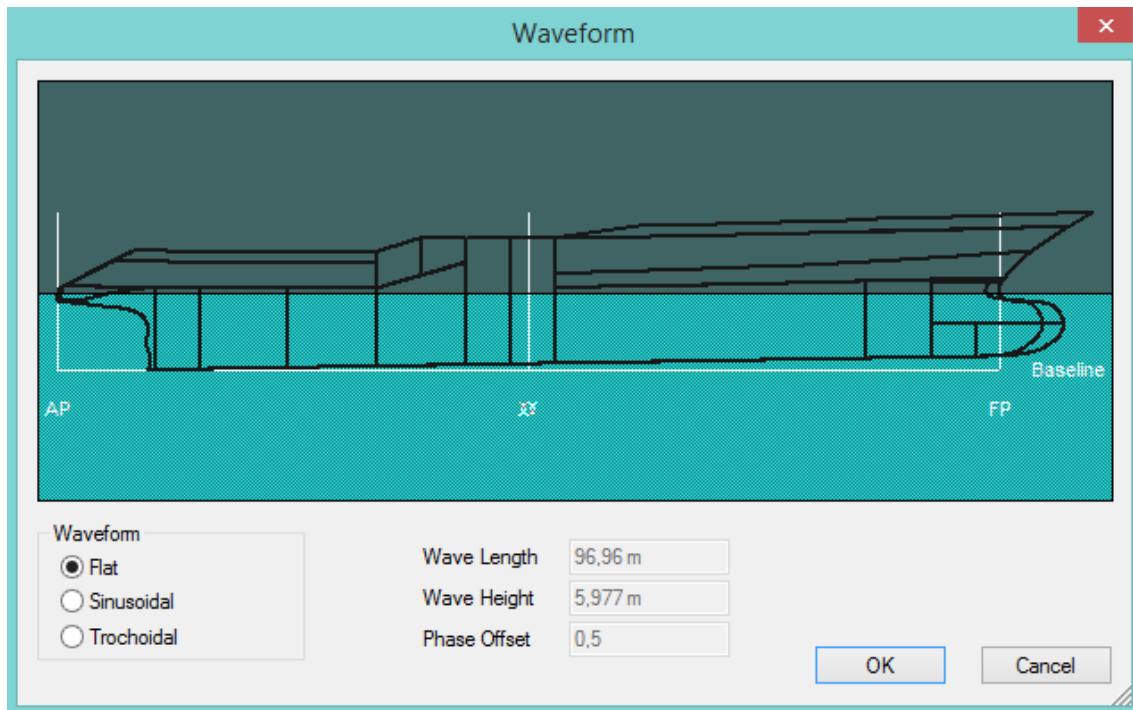 Waveform
Baseline
AP
FP
Waveform
Flat
Sinusoidal
Trochoidal
Wave Length 96,96 m
Wave Height 5,977 m
Phase Offset 0,5
OK Cancel